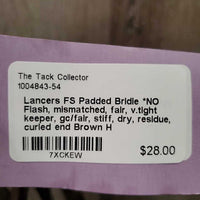 The Tack Collector
1004843-54
Lancers FS Padded Bridle *NO
Flash, mismatched, fair, v.tight
keeper, gc/fair, stiff, dry, residue,
curled end Brown H
7XCKEW
$28.00